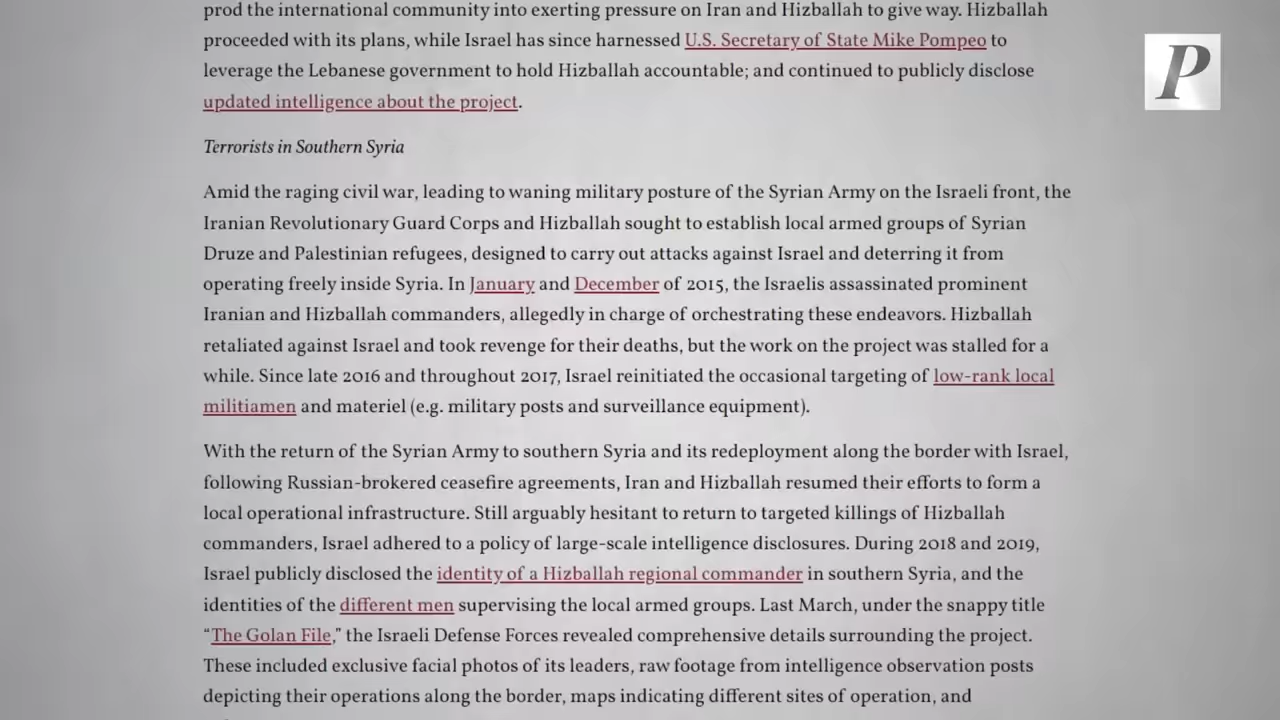 prod the international community into exerting pressure on Iran and Hizballah to give way. Hizballah
proceeded with its plans, while Israel has since harnessed U.S. Secretary of State Mike Pompeo to
leverage the Lebanese government to hold Hizballah accountable; and continued to publicly disclose
updated intelligence about the project.
Terrorists in Southern Syria
Amid the raging civil war, leading to waning military posture of the Syrian Army on the Israeli front, the
Iranian Revolutionary Guard Corps and Hizballah sought to establish local armed groups of Syrian
Druze and Palestinian refugees, designed to carry out attacks against Israel and deterring it from
operating freely inside Syria. In January and December of 2015, the Israelis assassinated prominent
Iranian and Hizballah commanders, allegedly in charge of orchestrating these endeavors. Hizballah
retaliated against Israel and took revenge for their deaths, but the work on the project was stalled for a
while. Since late 2016 and throughout 2017, Israel reinitiated the occasional targeting of low-rank local
militiamen and materiel (e.g. military posts and surveillance equipment).
With the return of the Syrian Army to southern Syria and its redeployment along the border with Israel,
following Russian-brokered ceasefire agreements, Iran and Hizballah resumed their efforts to form a
local operational infrastructure. Still arguably hesitant to return to targeted killings of Hizballah
commanders, Israel adhered to a policy of large-scale intelligence disclosures. During 2018 and 2019,
Israel publicly disclosed the identity of a Hizballah regional commander in southern Syria, and the
identities of the different men supervising the local armed groups. Last March, under the snappy title
“The Golan File,” the Israeli Defense Forces revealed comprehensive details surrounding the project.
These included exclusive facial photos of its leaders, raw footage from intelligence observation posts
depicting their operations along the border, maps indicating different sites of operation, and
P